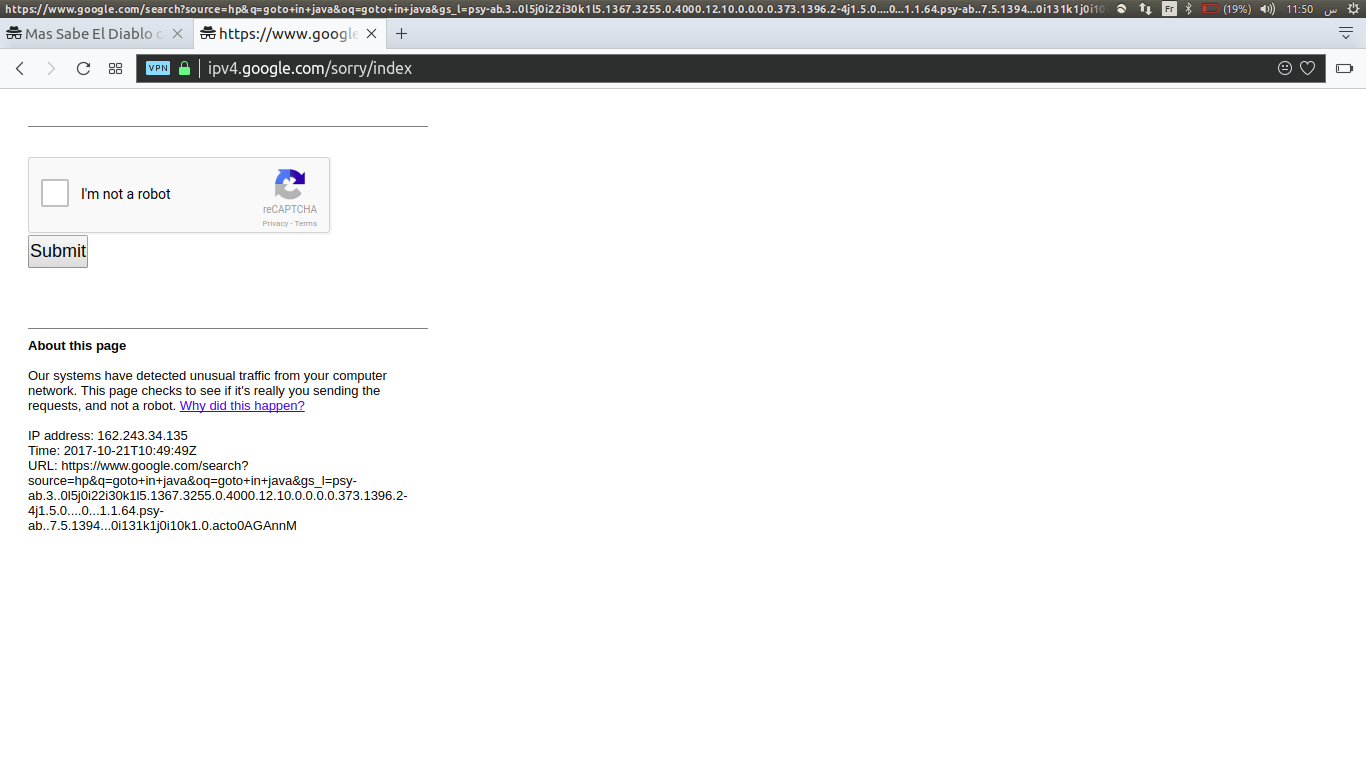 https://www.google.com/search?source=hp&q=goto+in+java&oq=goto+in+java&gs_l=psy-ab.3..0l5j0i22i30k1l5.1367.3255.0.4000.12.10.0.0.0.0.373.1396.2-4j1.5.0....0...1.1.64.psy-ab..7.5.1394...0i131k1j0i10 Fr (19%) 11:50 س
Mas Sabe El Diablo https://www.google
VPN ipv4.google.com/sorry/index
I'm not a robot
reCAPTCHA
Privacy - Terms
Submit
About this page
Our systems have detected unusual traffic from your computer
network. This page checks to see if it's really you sending the
requests, and not a robot. Why did this happen?
IP address: 162.243.34.135
Time: 2017-10-21T10:49:49Z
URL: https://www.google.com/search?
source=hp&q=goto+in+java&oq=goto+in+java&gs_l=psy-
ab.3..0l5j0i22i30k1l5.1367.3255.0.4000.12.10.0.0.0.0.373.1396.2-
4j1.5.0....0...1.1.64.psy-
ab..7.5.1394...0i131k1j0i10k1.0.acto0AGAnnM